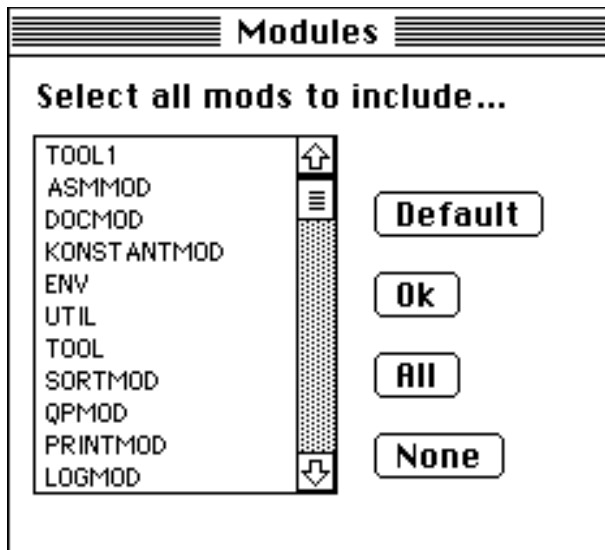 Modules
Select all mods to include...
TOOL1
ASMMOD
DOCMOD
KONSTANTMOD
ENV
UTIL
TOOL
SORTMOD
QPMOD
PRINTMOD
LOGMOD
Default
Ok
All
None